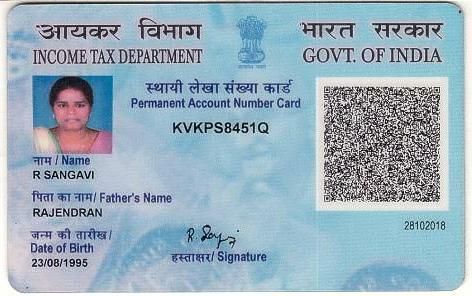 आयकर विभाग
INCOME TAX DEPARTMENT
भारत सरकार
GOVT. OF INDIA
स्थायी लेखा संख्या कार्ड
Permanent Account Number Card
KVKPS8451Q
नाम / Name
R SANGAVI
पिता का नाम/ Father's Name
RAJENDRAN
जन्म की तारीख/
Date of Birth
23/08/1995
हस्ताक्षर/ Signature
28102018